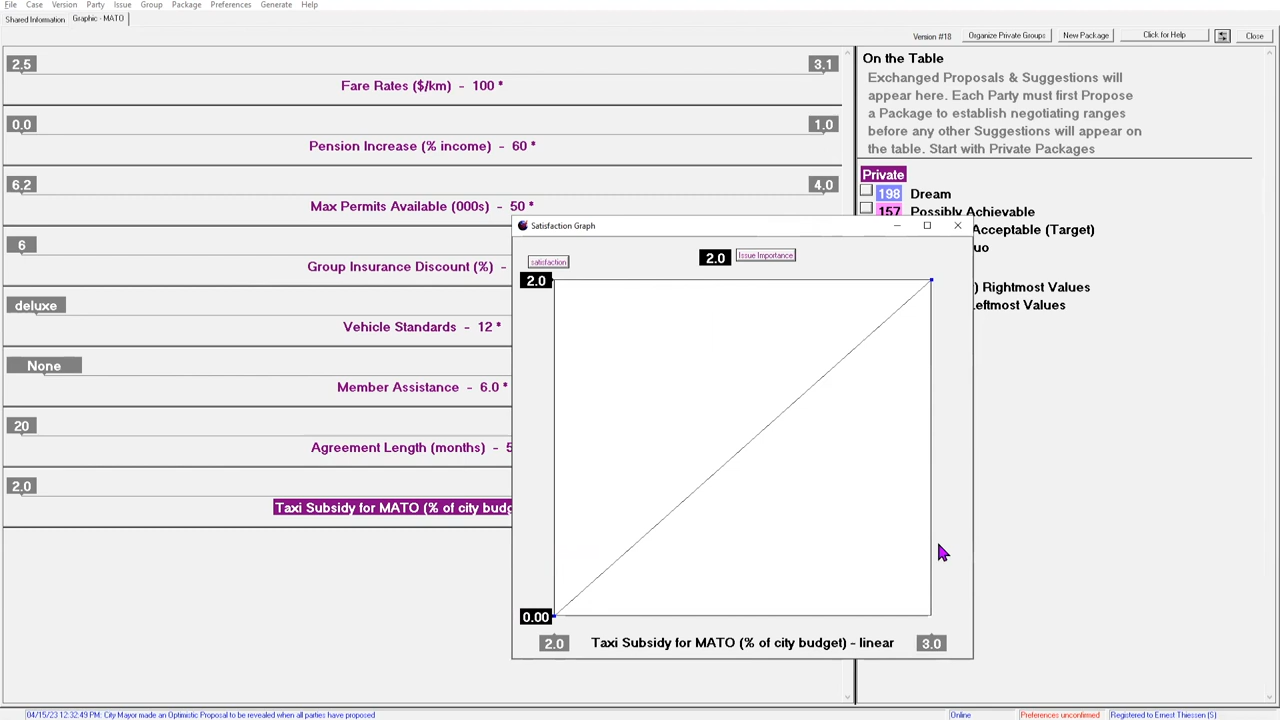 File Case Version Party Issue Group Package Preferences Generate Help
Shared Information Graphic - MATO
Version #18 Organize Private Groups New Package Click for Help Close
2.5 3.1
Fare Rates ($/km) - 100 *
0.0 1.0
Pension Increase (% income) - 60 *
6.2 4.0
Max Permits Available (000s) - 50 *
6
Group Insurance Discount (%) -
deluxe
Vehicle Standards - 12 *
None
Member Assistance - 6.0 *
20
Agreement Length (months) - 5
2.0
Taxi Subsidy for MATO (% of city budg
On the Table
Exchanged Proposals & Suggestions will
appear here. Each Party must first Propose
a Package to establish negotiating ranges
before any other Suggestions will appear on
the table. Start with Private Packages
Private
198 Dream
157 Possibly Achievable
Acceptable (Target)
uo
) Rightmost Values
eftmost Values
Satisfaction Graph
satisfaction
2.0 Issue Importance
2.0
0.00
2.0 Taxi Subsidy for MATO (% of city budget) - linear 3.0
04/15/23 12:32:49 PM: City Mayor made an Optimistic Proposal to be revealed when all parties have proposed Online Preferences unconfirmed Registered to Ernest Thiessen (S)